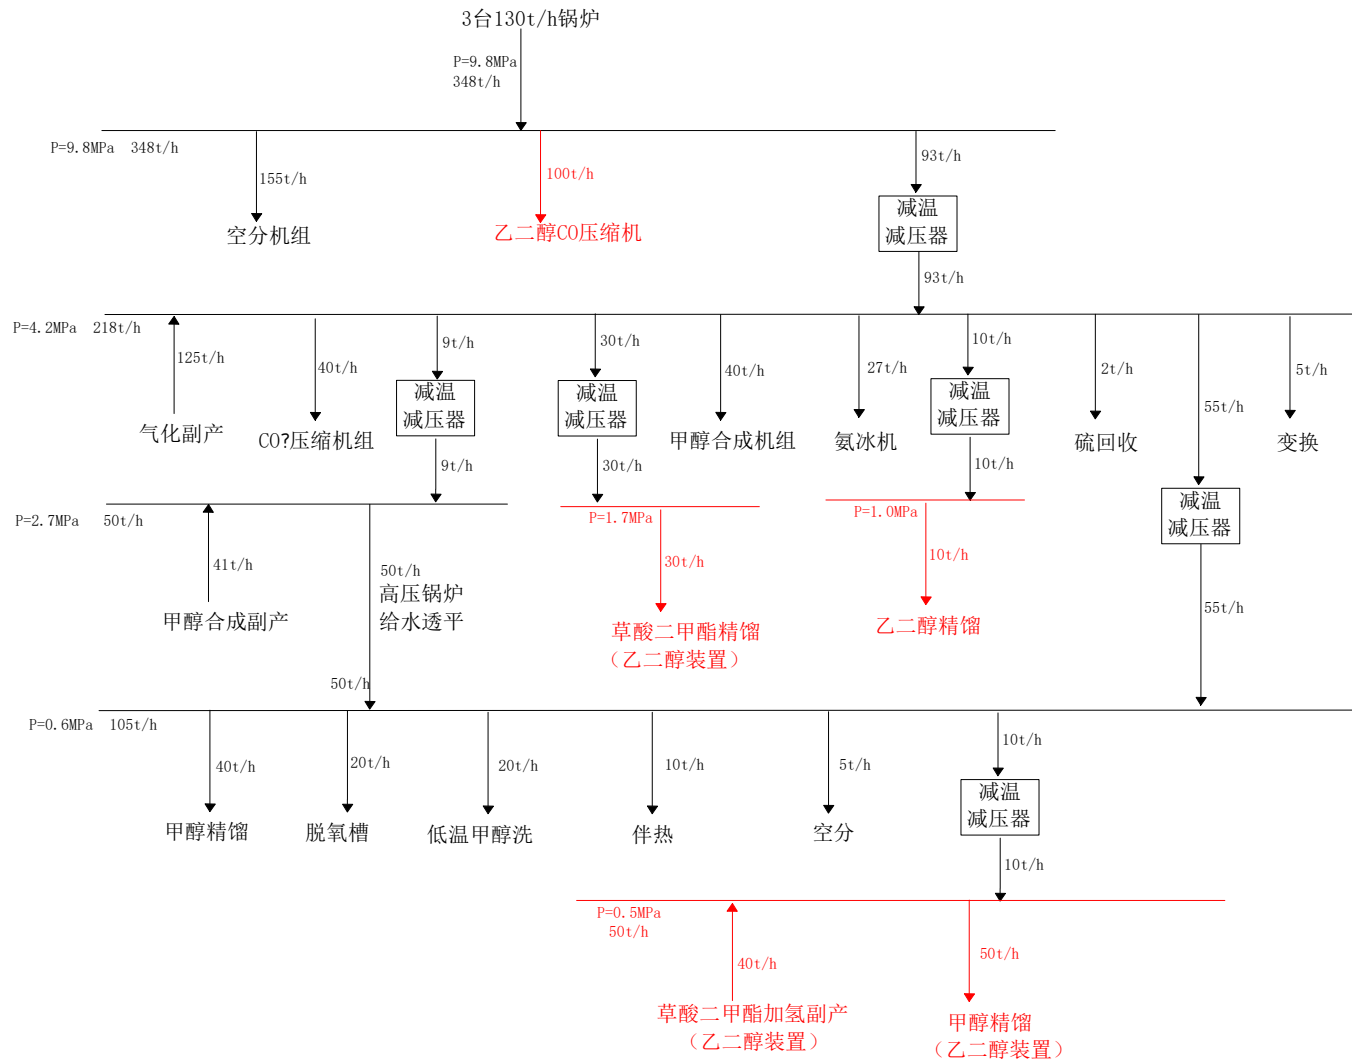 3台130t/h锅炉
P=9.8MPa
348t/h
P=9.8MPa 348t/h
155t/h
100t/h
93t/h
空分机组
乙二醇CO压缩机
减温
减压器
93t/h
P=4.2MPa 218t/h
125t/h
40t/h
9t/h
30t/h
40t/h
27t/h
10t/h
2t/h
55t/h
5t/h
减温
减压器
减温
减压器
减温
减压器
气化副产
CO?压缩机组
甲醇合成机组
氨冰机
硫回收
变换
9t/h
30t/h
10t/h
减温
减压器
P=2.7MPa 50t/h
P=1.7MPa
P=1.0MPa
41t/h
50t/h
高压锅炉
给水透平
30t/h
10t/h
55t/h
甲醇合成副产
草酸二甲酯精馏
（乙二醇装置）
乙二醇精馏
50t/h
P=0.6MPa 105t/h
40t/h
20t/h
20t/h
10t/h
5t/h
10t/h
减温
减压器
甲醇精馏
脱氧槽
低温甲醇洗
伴热
空分
10t/h
P=0.5MPa
50t/h
40t/h
50t/h
草酸二甲酯加氢副产
（乙二醇装置）
甲醇精馏
（乙二醇装置）